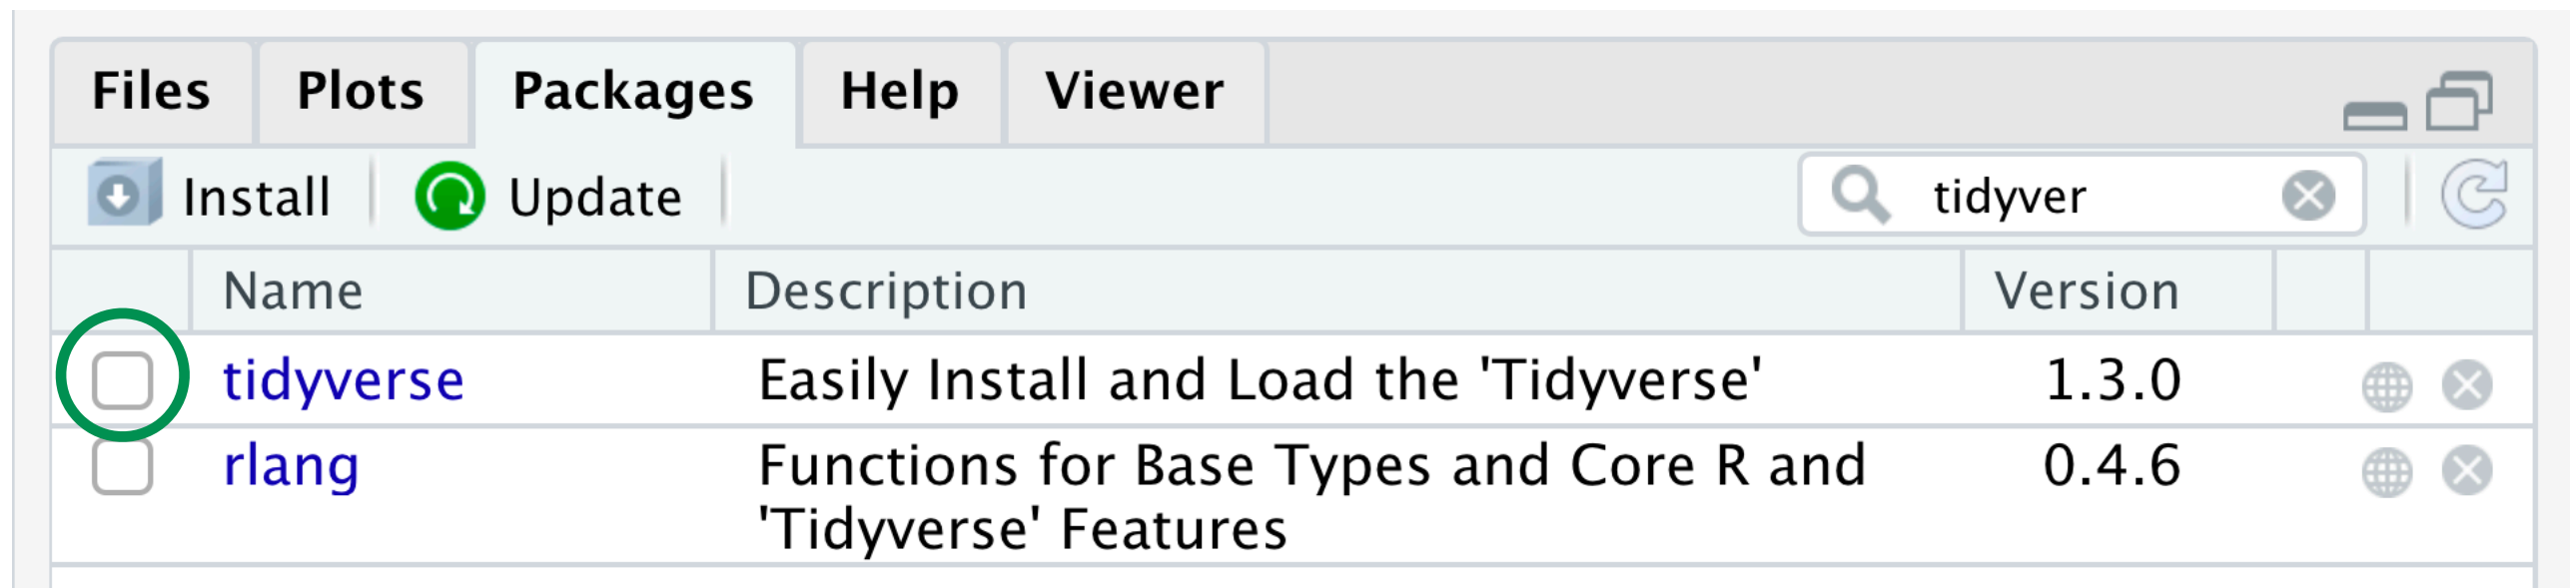 Files Plots Packages Help Viewer
Install Update tidyver
Name Description Version
tidyverse Easily Install and Load the 'Tidyverse' 1.3.0
rlang Functions for Base Types and Core R and 0.4.6
'Tidyverse' Features